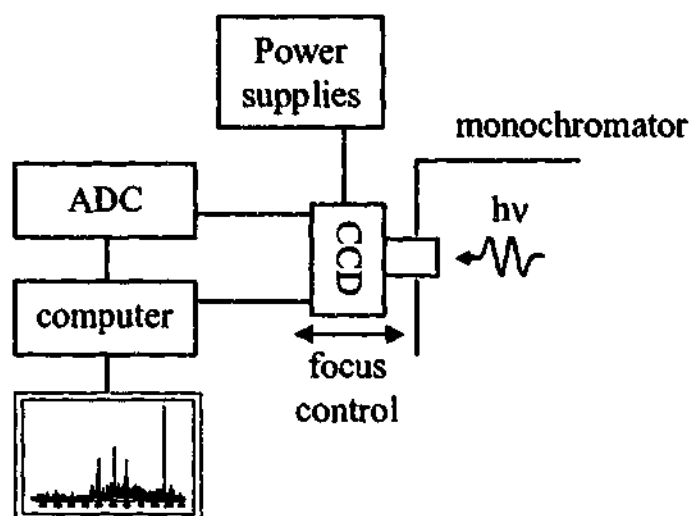 Power
supplies
monochromator
ADC
hν
CCD
computer
focus
control